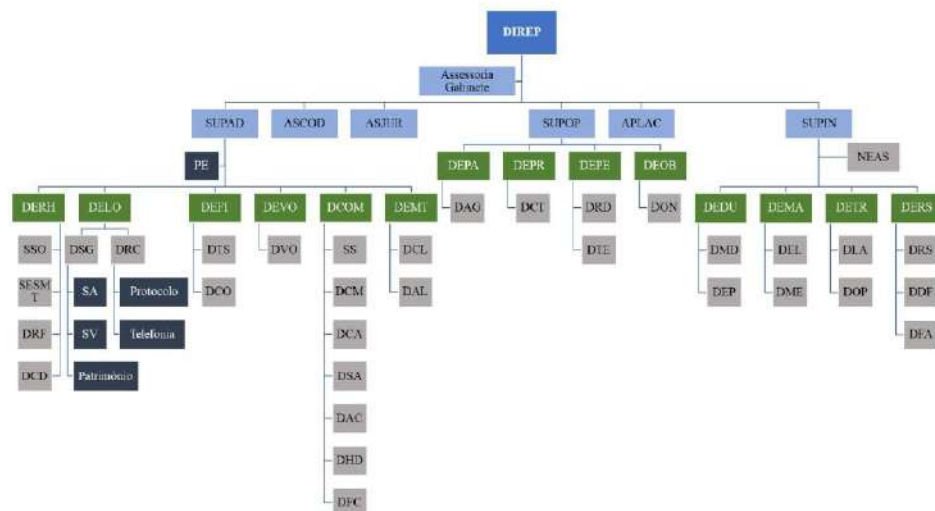 DIREP
Assessoria
Gabinete
SUPAD
ASCOD
ASJUR
SUPOP
APLAC
SUPIN
PE
NEAS
DEPA
DEPR
DEPE
DEOB
DAG
DCT
DRD
DON
DTE
DERH
DELO
DEFI
DEVO
DCOM
DEMT
DEDU
DEMA
DETR
DERS
SSO
DSG
DRC
DTS
DVO
SS
DCL
DMD
DEL
DLA
DRS
SESM
T
SA
Protocolo
DCO
DCM
DAL
DEP
DME
DOP
DDF
DRF
SV
Telefonia
DCA
DFA
DCD
Patrimônio
DSA
DAC
DHD
DFC